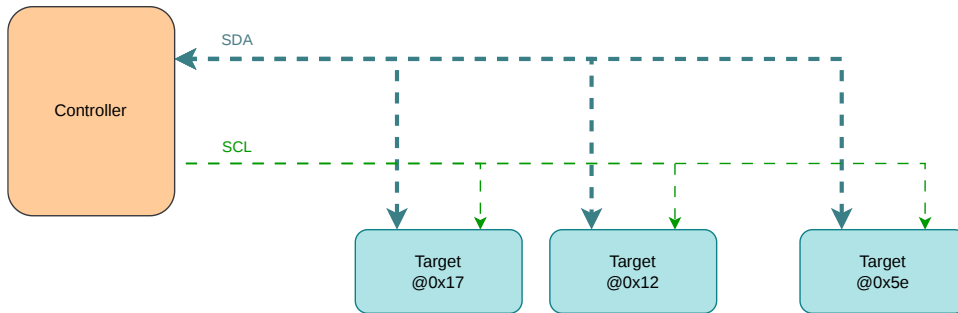 SDA
Controller
SCL
Target
@0x17
Target
@0x12
Target
@0x5e